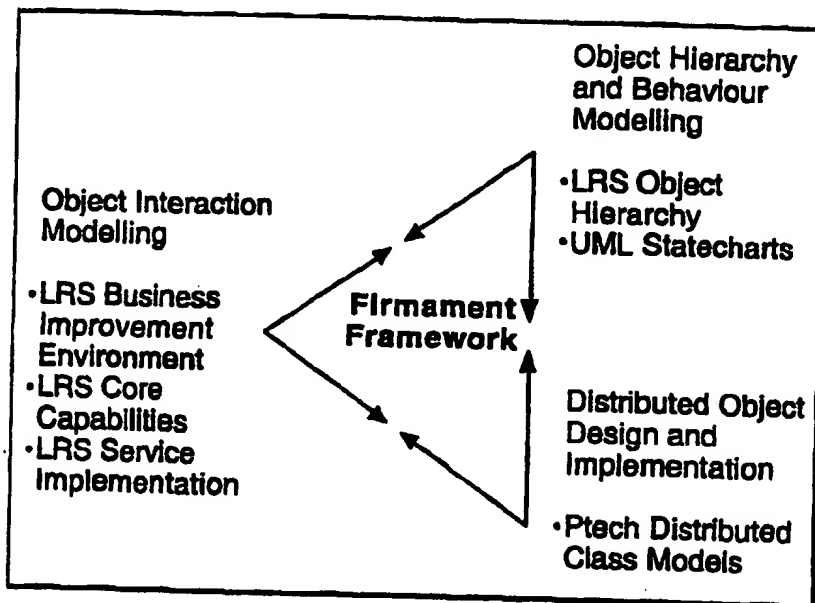 Object Interaction
Modelling
•LRS Business
Improvement
Environment
•LRS Core
Capabilities
•LRS Service
Implementation
Firmament
Framework
Object Hierarchy
and Behaviour
Modelling
•LRS Object
Hierarchy
•UML Statecharts
Distributed Object
Design and
Implementation
•Ptech Distributed
Class Models